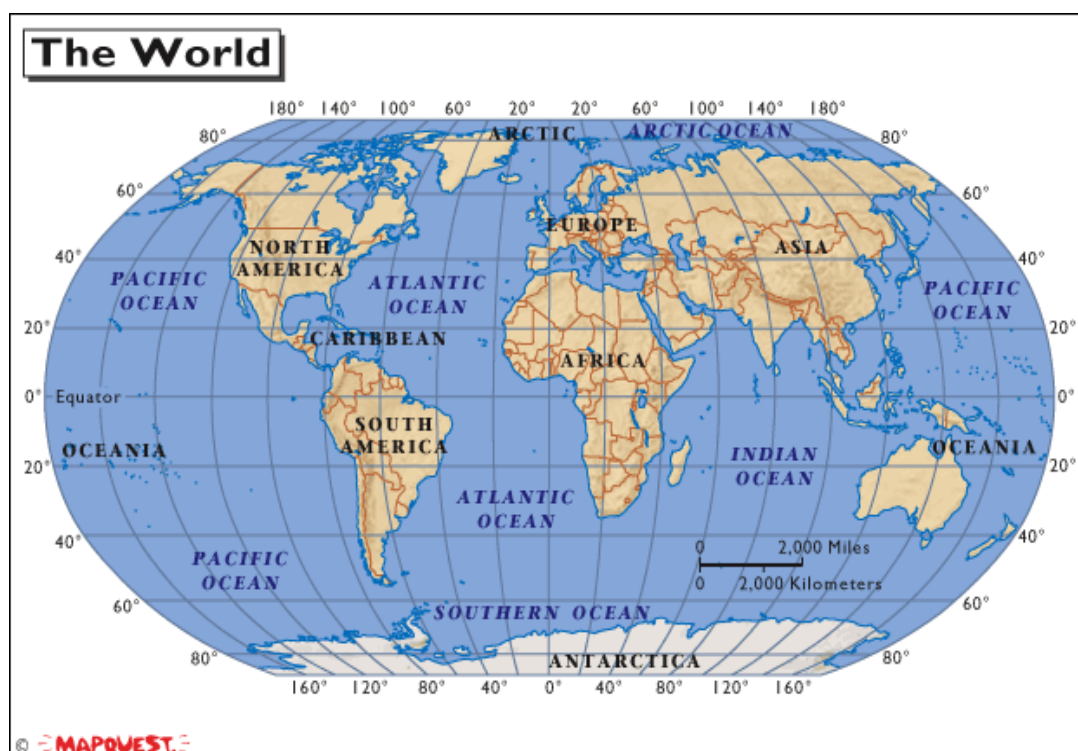 The World
180° 140° 100° 60° 20° 20° 60° 100° 140° 180°
ARCTIC
ARCTIC OCEAN
80° 80°
60° 60°
EUROPE
NORTH
AMERICA
ASIA
40° 40°
PACIFIC
OCEAN
ATLANTIC
OCEAN
PACIFIC
OCEAN
20° 20°
CARIBBEAN
AFRICA
0° Equator 0°
SOUTH
AMERICA
OCEANIA
OCEANIA
20° 20°
INDIAN
OCEAN
ATLANTIC
OCEAN
40° 40°
0 2,000 Miles
0 2,000 Kilometers
PACIFIC
OCEAN
60° 60°
SOUTHERN OCEAN
80° 80°
ANTARCTICA
160° 120° 80° 40° 0° 40° 80° 120° 160°
© MAPQUEST